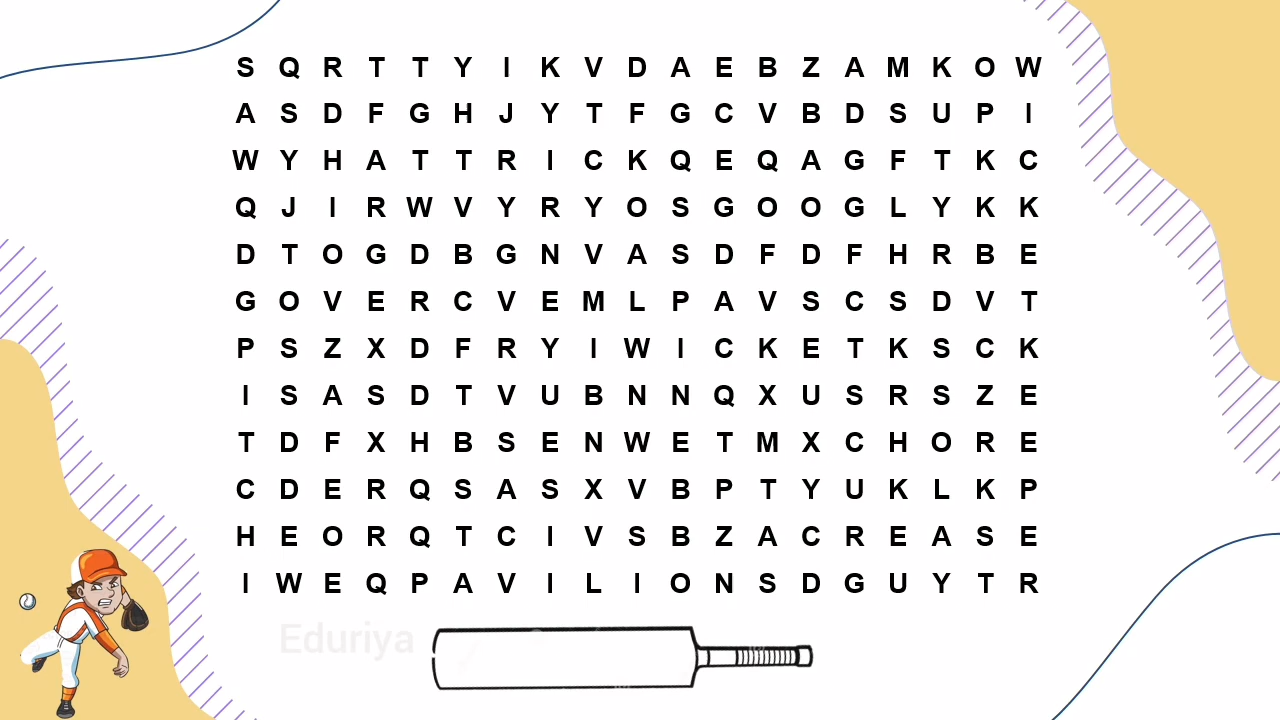 S Q R T T Y I K V D A E B Z A M K O W
A S D F G H J Y T F G C V B D S U P I
W Y H A T T R I C K Q E Q A G F T K C
Q J I R W V Y R Y O S G O O G L Y K K
D T O G D B G N V A S D F D F H R B E
G O V E R C V E M L P A V S C S D V T
P S Z X D F R Y I W I C K E T K S C K
I S A S D T V U B N N Q X U S R S Z E
T D F X H B S E N W E T M X C H O R E
C D E R Q S A S X V B P T Y U K L K P
H E O R Q T C I V S B Z A C R E A S E
I W E Q P A V I L I O N S D G U Y T R
Eduriya